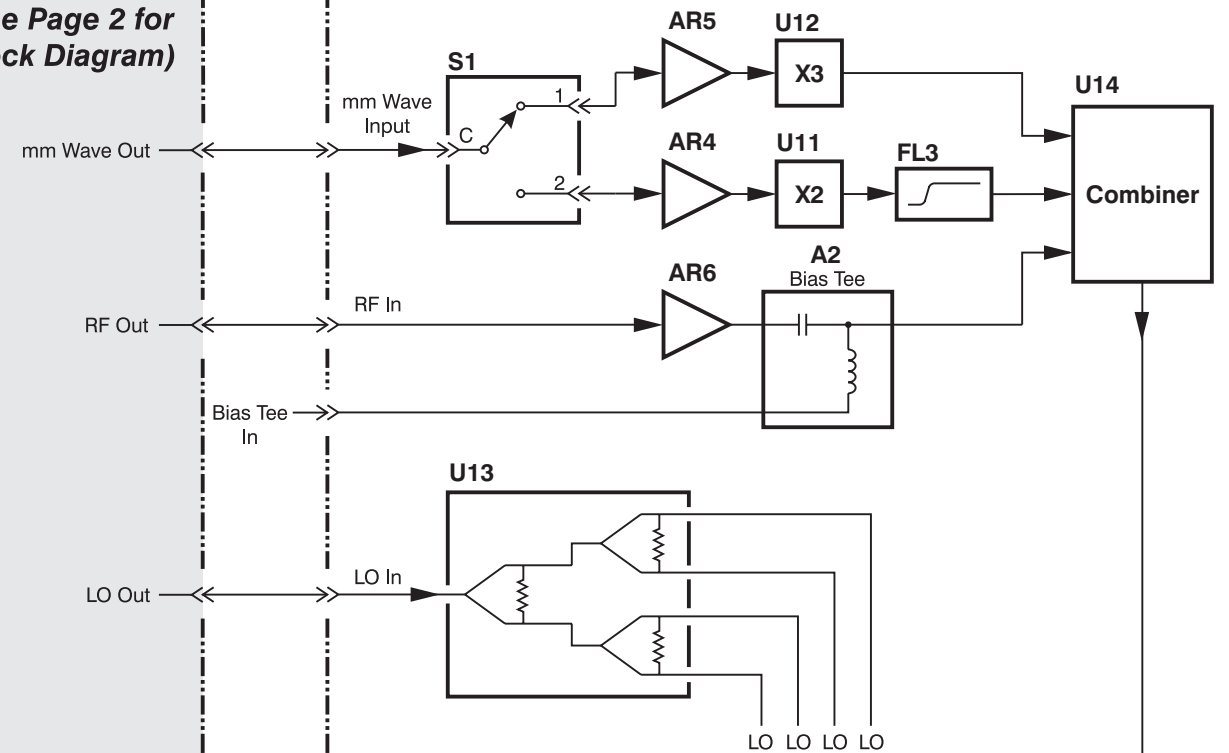 e Page 2 for
ck Diagram)
AR5
U12
X3
S1
1
mm Wave
Input
C
mm Wave Out
U14
AR4
U11
X2
FL3
2
Combiner
A2
Bias Tee
AR6
RF In
RF Out
Bias Tee
In
U13
LO In
LO Out
LO LO LO LO